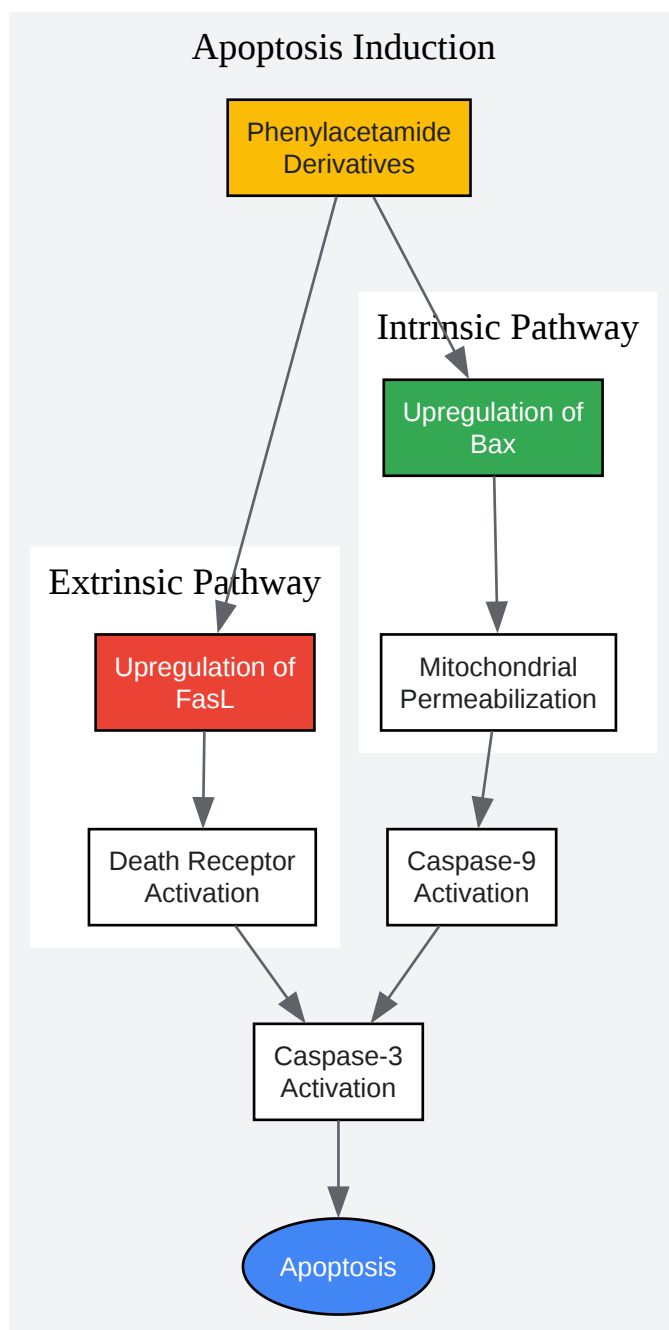 Apoptosis Induction
Phenylacetamide
Derivatives
Intrinsic Pathway
Upregulation of
Bax
Extrinsic Pathway
Upregulation of
FasL
Mitochondrial
Permeabilization
Death Receptor
Activation
Caspase-9
Activation
Caspase-3
Activation
Apoptosis